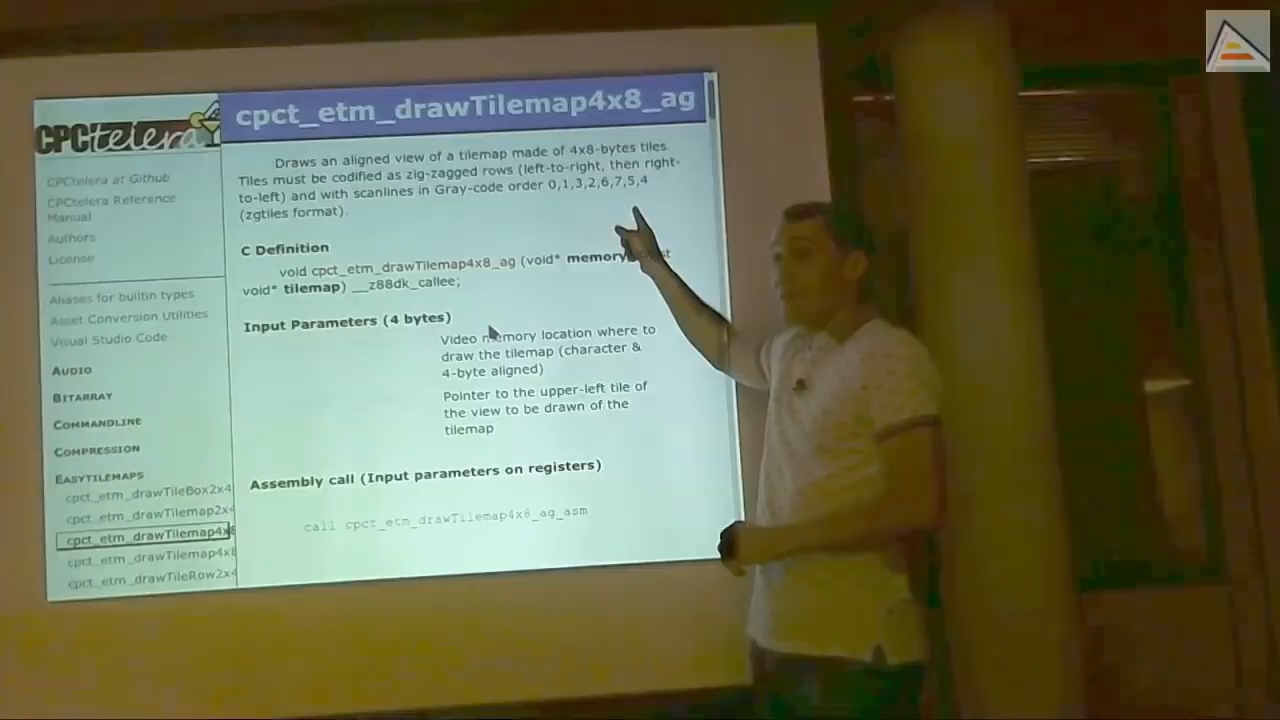 cpct_etm_drawTilemap4x8_ag
CPCtelera
Draws an aligned view of a tilemap made of 4x8-bytes tiles.
Tiles must be codified as zig-zagged rows (left-to-right, then right-
to-left) and with scanlines in Gray-code order 0,1,3,2,6,7,5,4
(zgtiles format).
C Definition
void cpct_etm_drawTilemap4x8_ag (void* memory
void* tilemap) __z88dk_callee;
Input Parameters (4 bytes)
Video memory location where to
draw the tilemap (character &
4-byte aligned)
Pointer to the upper-left tile of
the view to be drawn of the
tilemap
Assembly call (Input parameters on registers)
call cpct_etm_drawTilemap4x8_ag_asm
CPCtelera at Github
CPCtelera Reference
Manual
Authors
License
Aliases for builtin types
Asset Conversion Utilities
Visual Studio Code
AUDIO
BITARRAY
COMMANDLINE
COMPRESSION
EASYTILEMAPS
cpct_etm_drawTileBox2x4
cpct_etm_drawTilemap2x4
cpct_etm_drawTilemap4x8
cpct_etm_drawTilemap4x8
cpct_etm_drawTileRow2x4